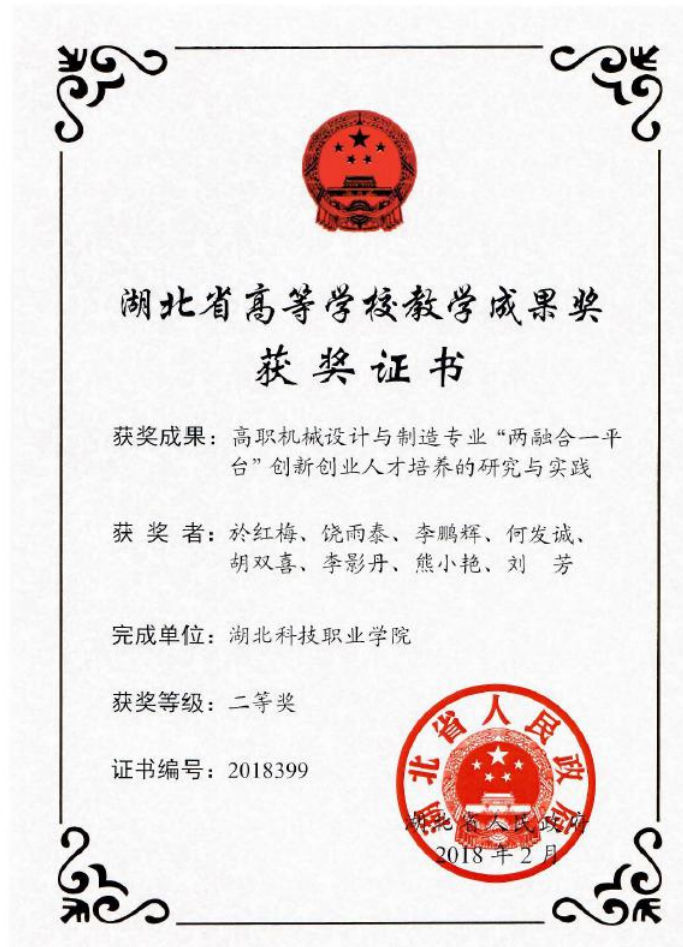 湖北省高等学校教学成果奖
获奖证书
获奖成果：高职机械设计与制造专业“两融合一平
台”创新创业人才培养的研究与实践
获 奖 者：於红梅、饶雨泰、李鹏辉、何发诚、
胡双喜、李影丹、熊小艳、刘　芳
完成单位：湖北科技职业学院
获奖等级：二等奖
证书编号：2018399
湖北省人民政府
湖北省人民政府
2018年2月